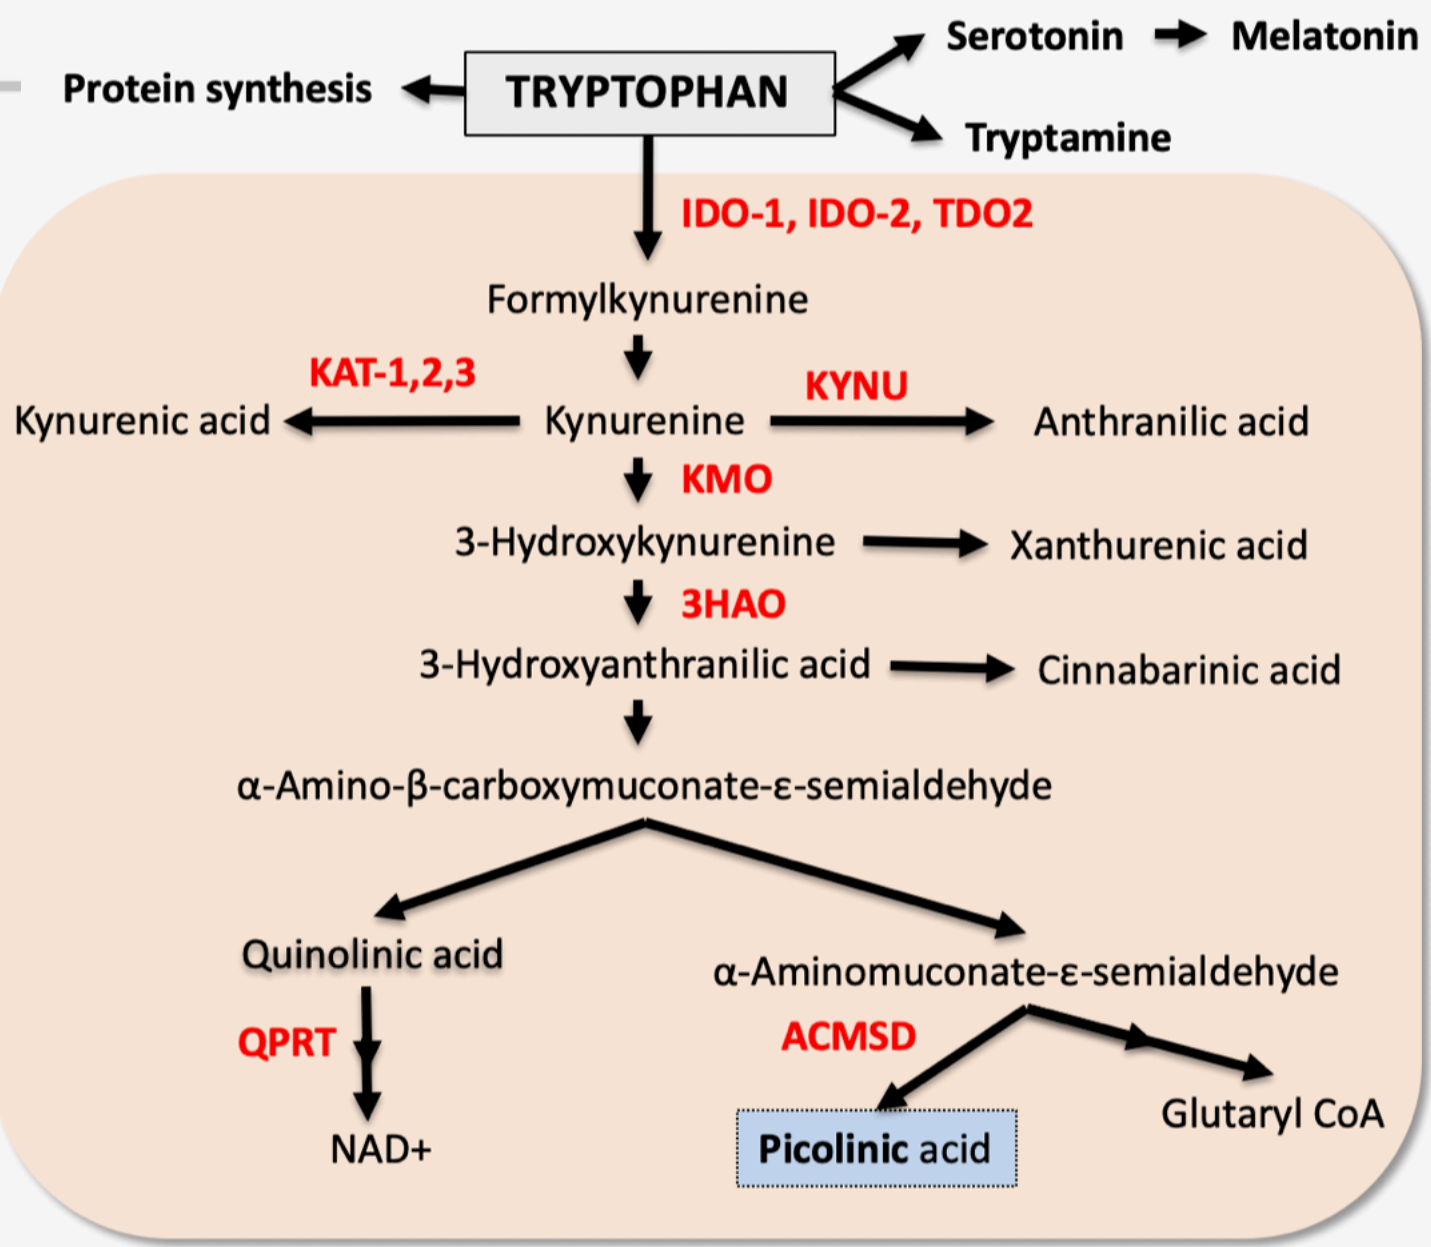 Serotonin
Melatonin
Protein synthesis
TRYPTOPHAN
Tryptamine
IDO-1, IDO-2, TDO2
Formylkynurenine
KAT-1,2,3
KYNU
Kynurenic acid
Kynurenine
Anthranilic acid
KMO
3-Hydroxykynurenine
Xanthurenic acid
3HAO
3-Hydroxyanthranilic acid
Cinnabarinic acid
α-Amino-β-carboxymuconate-ε-semialdehyde
Quinolinic acid
α-Aminomuconate-ε-semialdehyde
QPRT
ACMSD
Glutaryl CoA
NAD+
Picolinic acid